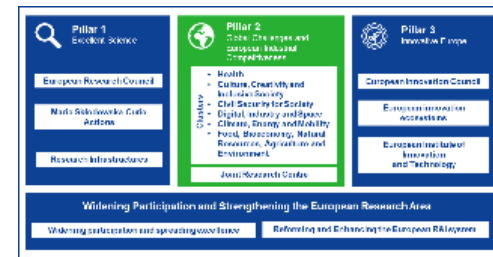 Pillar 1
Excellent Science
European Research Council
Marie Skłodowska-Curie
Actions
Research Infrastructures
Pillar 2
Global Challenges and
European Industrial
Competitiveness
Clusters
• Health
• Culture, Creativity and
Inclusive Society
• Civil Security for Society
• Digital, Industry and Space
• Climate, Energy and Mobility
• Food, Bioeconomy, Natural
Resources, Agriculture and
Environment
Joint Research Centre
Pillar 3
Innovative Europe
European Innovation Council
European innovation
ecosystems
European Institute of
Innovation
and Technology
Widening Participation and Strengthening the European Research Area
Widening participation and spreading excellence
Reforming and Enhancing the European R&I system